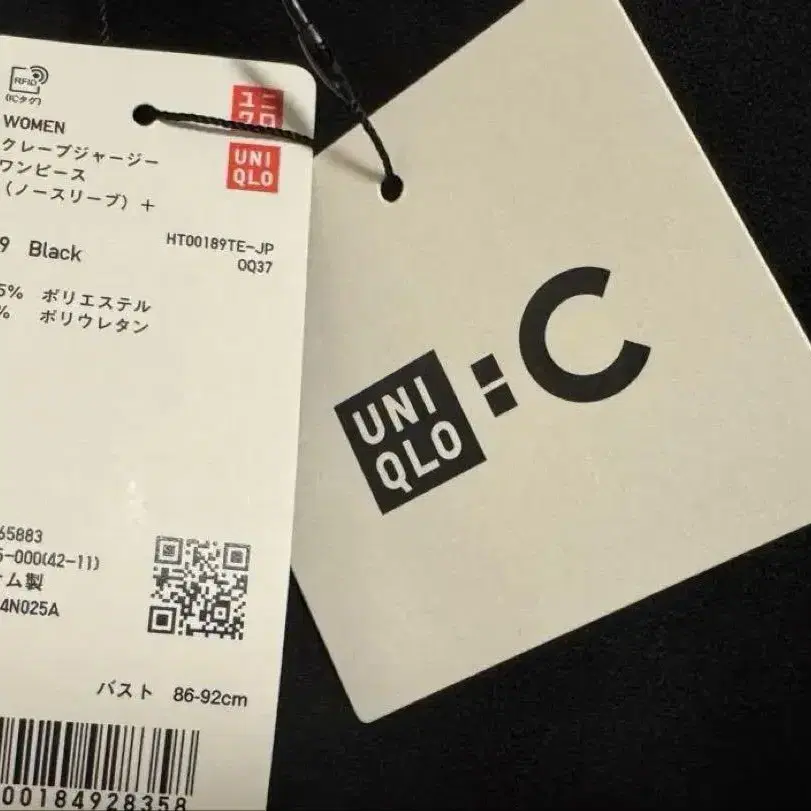 RFID
(ICタグ)
ユニ
クロ
UNI
QLO
WOMEN
クレープジャージー
ワンピース
(ノースリーブ)+
9 Black
HT00189TE-JP
OQ37
5% ポリエステル
% ポリウレタン
65883
5-000(42-11)
ナム製
4N025A
バスト 86-92cm
00184928358
UNI
QLO
:C